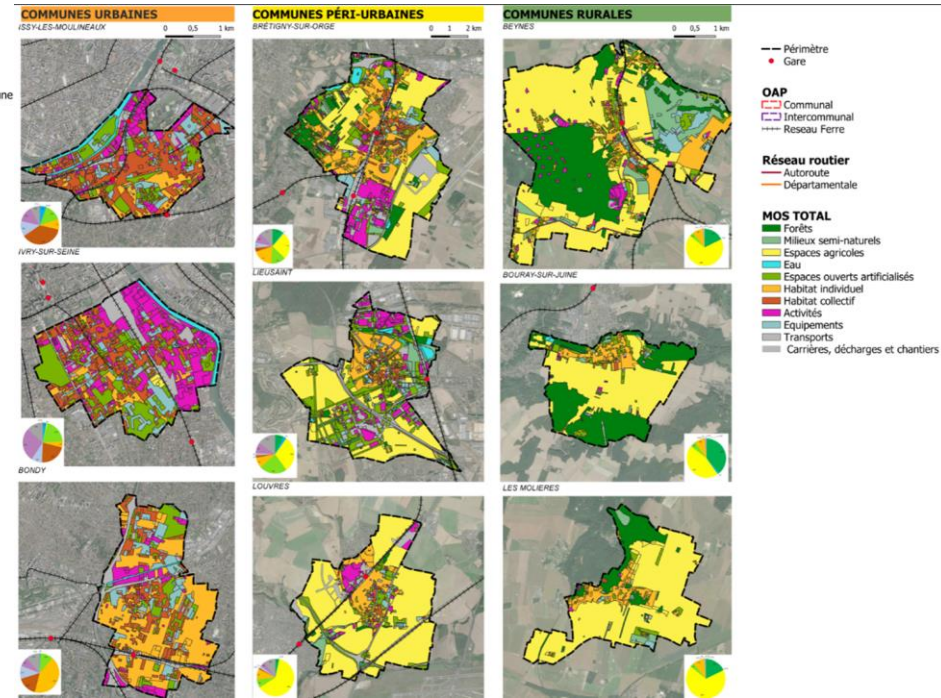 COMMUNES URBAINES
ISSY-LES-MOULINEAUX
0 0,5 1 km
IVRY-SUR-SEINE
BONDY
COMMUNES PÉRI-URBAINES
BRÉTIGNY-SUR-ORGE
0 1 2 km
LIEUSAINT
LOUVRES
COMMUNES RURALES
BEYNES
0 0,5 1 km
BOURAY-SUR-JUINE
LES MOLIERES
Périmètre
Gare
OAP
Communal
Intercommunal
Reseau Ferre
Réseau routier
Autoroute
Départementale
MOS TOTAL
Forêts
Milieux semi-naturels
Espaces agricoles
Eau
Espaces ouverts artificialisés
Habitat individuel
Habitat collectif
Activités
Equipements
Transports
Carrières, décharges et chantiers